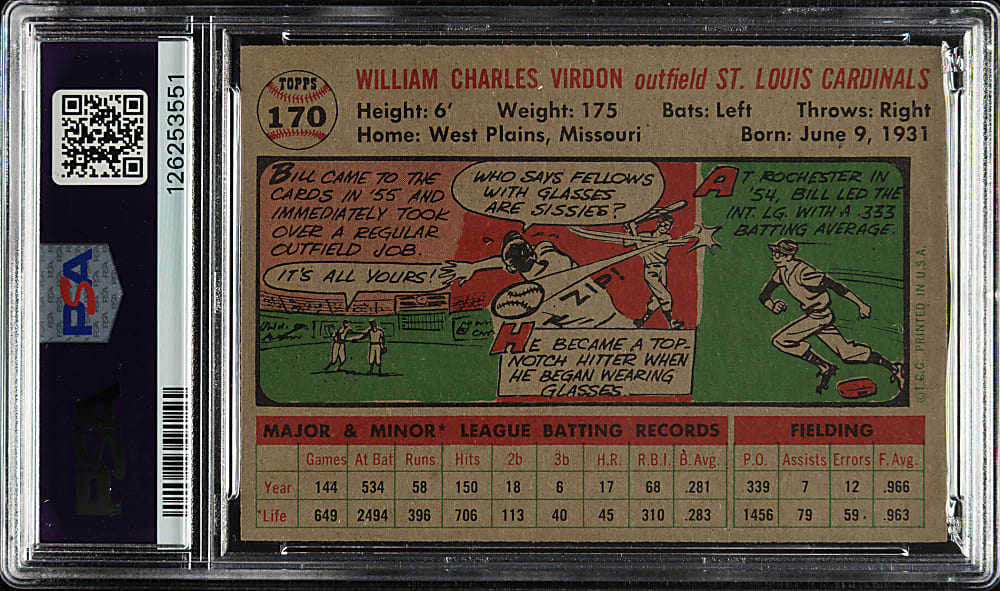 126253551
PSA
PSA
TOPPS
170
WILLIAM CHARLES VIRDON outfield ST. LOUIS CARDINALS
Height: 6' Weight: 175 Bats: Left Throws: Right
Home: West Plains, Missouri Born: June 9, 1931
BILL CAME TO THE
CARDS IN '55 AND
IMMEDIATELY TOOK
OVER A REGULAR
OUTFIELD JOB.
IT'S ALL YOURS!
WHO SAYS FELLOWS
WITH GLASSES
ARE SISSIES?
ZIP!
HE BECAME A TOP-
NOTCH HITTER WHEN
HE BEGAN WEARING
GLASSES.
AT ROCHESTER IN
'54, BILL LED THE
INT. LG. WITH A .333
BATTING AVERAGE.
©T.C.G. PRINTED IN U.S.A.
MAJOR & MINOR* LEAGUE BATTING RECORDS FIELDING
Games At Bat Runs Hits 2b 3b H.R. R.B.I. B.Avg. P.O. Assists Errors F.Avg.
Year 144 534 58 150 18 6 17 68 .281 339 7 12 .966
*Life 649 2494 396 706 113 40 45 310 .283 1456 79 59 .963